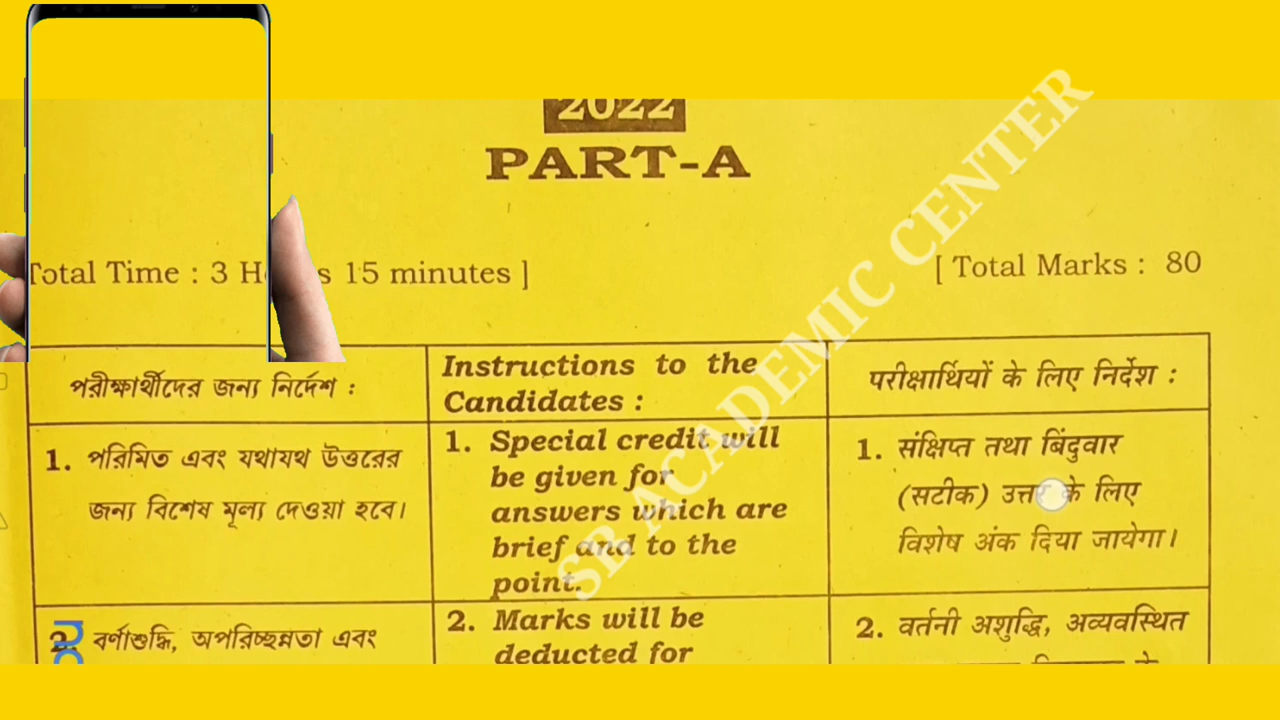 2022
PART-A
Total Time : 3 Hours 15 minutes ]
[ Total Marks : 80
পরীক্ষার্থীদের জন্য নির্দেশ :
Instructions to the
Candidates :
परीक्षार्थियों के लिए निर्देश :
1. পরিমিত এবং যথাযথ উত্তরের
জন্য বিশেষ মূল্য দেওয়া হবে।
1. Special credit will
be given for
answers which are
brief and to the
point.
1. संक्षिप्त तथा बिंदुवार
(सटीक) उत्तर के लिए
विशेष अंक दिया जायेगा।
2. বর্ণাশুদ্ধি, অপরিচ্ছন্নতা এবং
2. Marks will be
deducted for
2. वर्तनी अशुद्धि, अव्यवस्थित
SB ACADEMIC CENTER